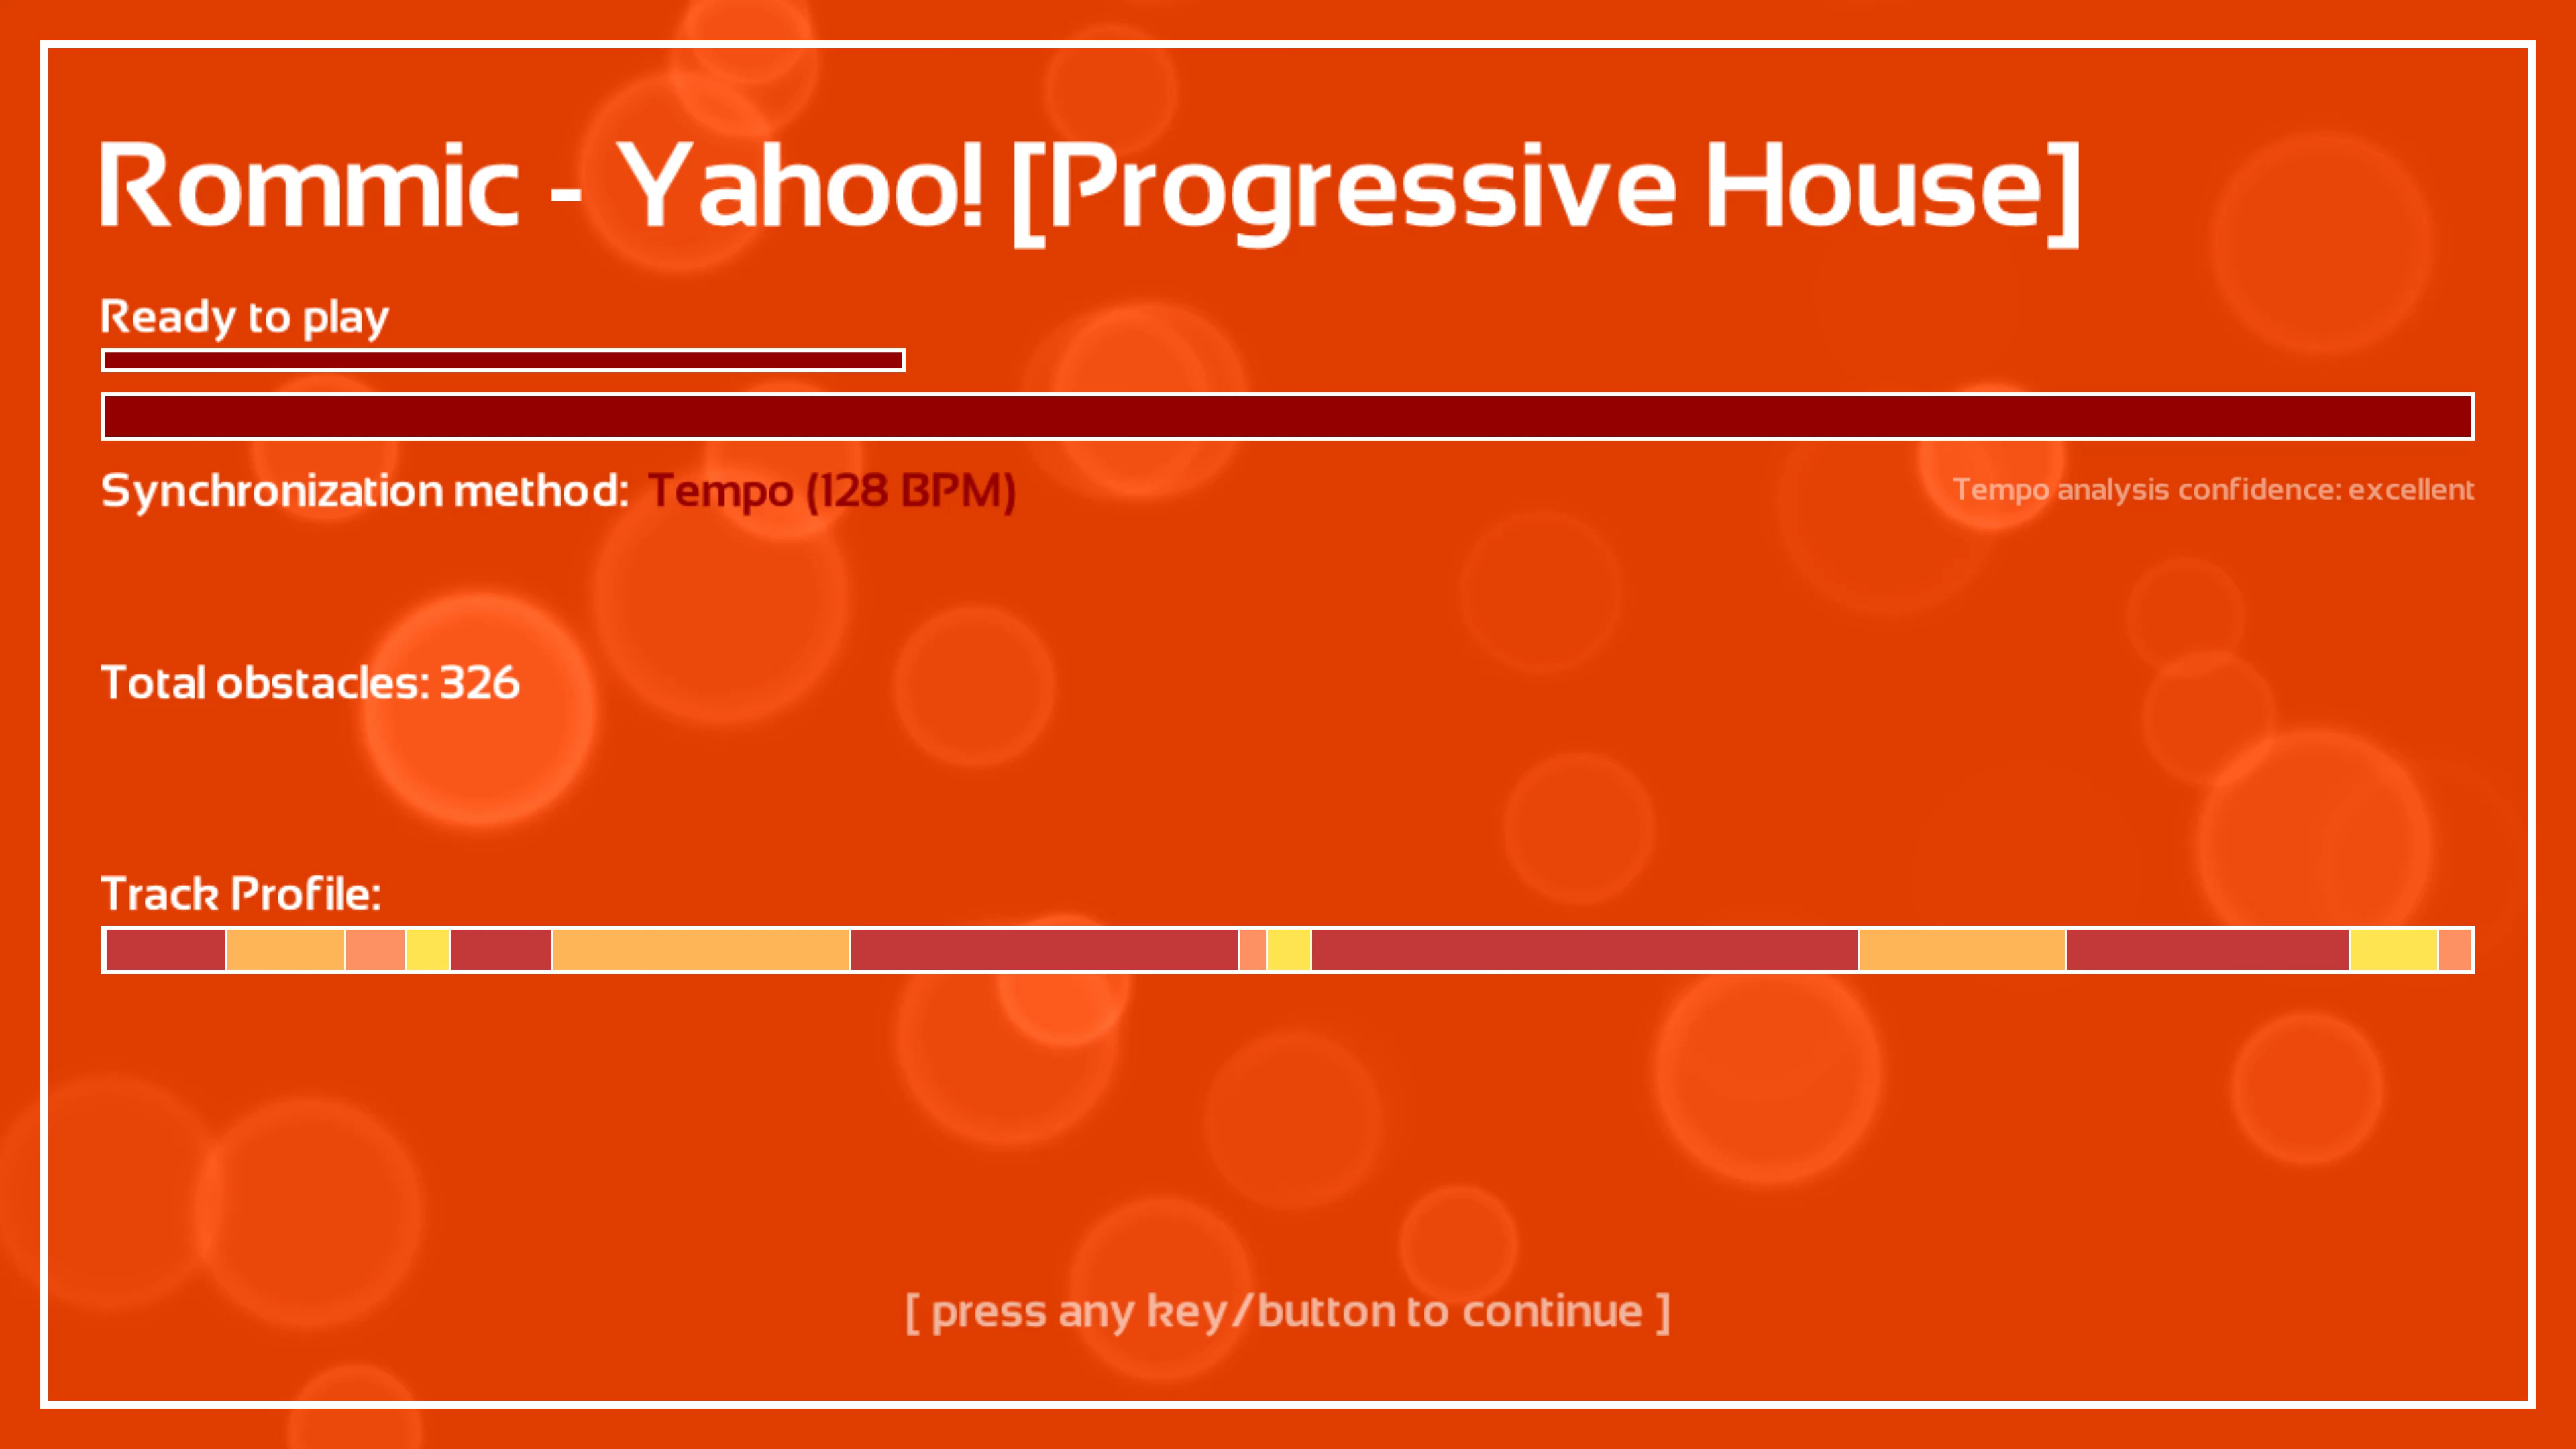 Rommic - Yahoo! [Progressive House]
Ready to play
Synchronization method: Tempo (128 BPM)
Tempo analysis confidence: excellent
Total obstacles: 326
Track Profile:
[ press any key/button to continue ]